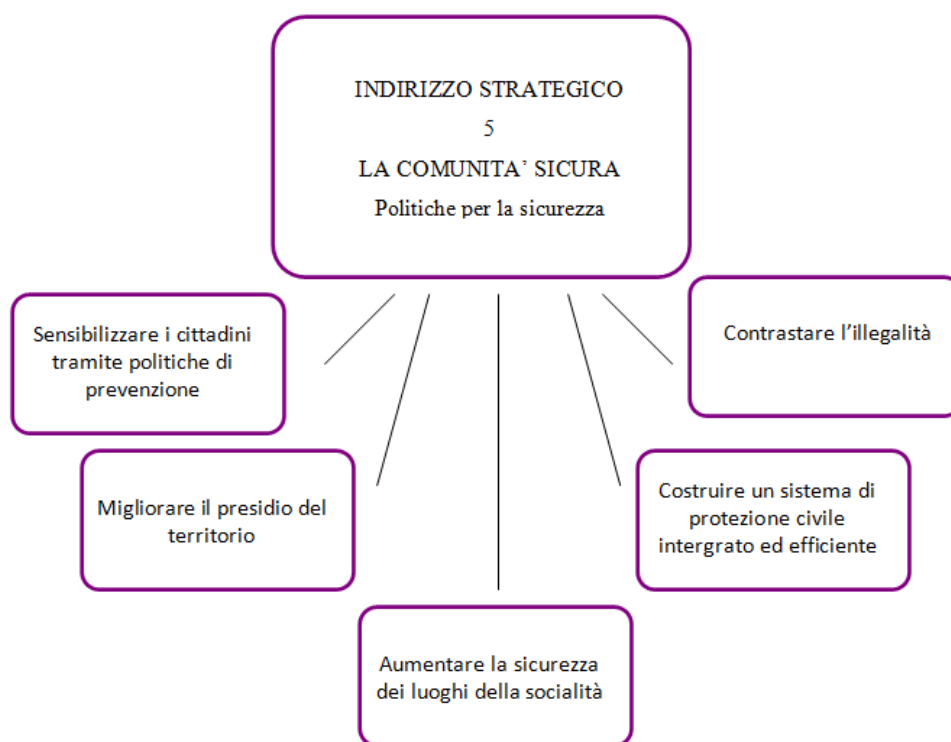 INDIRIZZO STRATEGICO
5
LA COMUNITA’ SICURA
Politiche per la sicurezza
Sensibilizzare i cittadini
tramite politiche di
prevenzione
Contrastare l’illegalità
Migliorare il presidio del
territorio
Costruire un sistema di
protezione civile
intergrato ed efficiente
Aumentare la sicurezza
dei luoghi della socialità